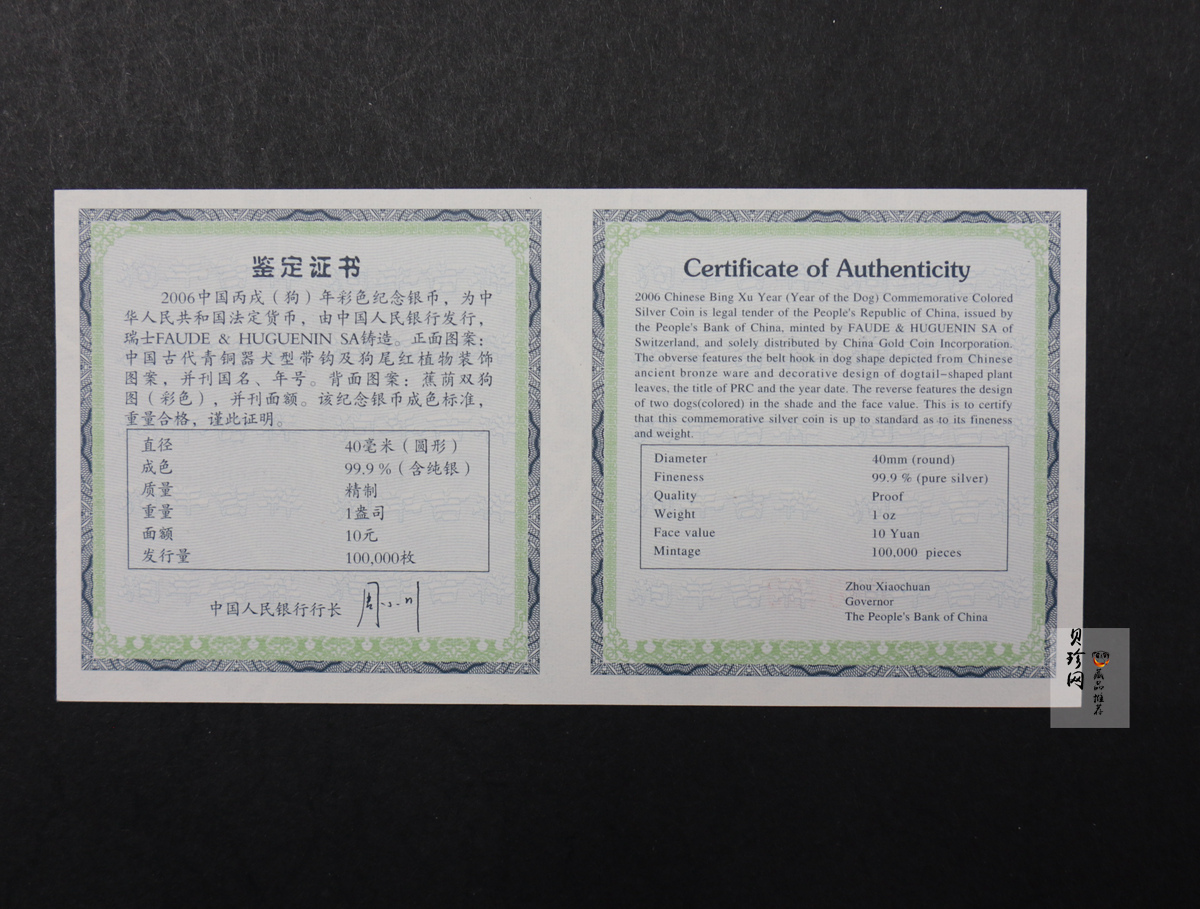 鉴定证书
2006中国丙戌（狗）年彩色纪念银币，为中
华人民共和国法定货币，由中国人民银行发行，
瑞士FAUDE & HUGUENIN SA铸造。正面图案：
中国古代青铜器犬型带钩及狗尾红植物装饰
图案，并刊国名、年号。背面图案：蕉荫双狗
图（彩色），并刊面额。该纪念银币成色标准，
重量合格，谨此证明。
直径 40毫米（圆形）
成色 99.9％（含纯银）
质量 精制
重量 1盎司
面额 10元
发行量 100,000枚
中国人民银行行长 周小川
Certificate of Authenticity
2006 Chinese Bing Xu Year (Year of the Dog) Commemorative Colored
Silver Coin is legal tender of the People's Republic of China, issued by
the People's Bank of China, minted by FAUDE & HUGUENIN SA of
Switzerland, and solely distributed by China Gold Coin Incorporation.
The obverse features the belt hook in dog shape depicted from Chinese
ancient bronze ware and decorative design of dogtail-shaped plant
leaves, the title of PRC and the year date. The reverse features the design
of two dogs(colored) in the shade and the face value. This is to certify
that this commemorative silver coin is up to standard as to its fineness
and weight.
Diameter 40mm (round)
Fineness 99.9 % (pure silver)
Quality Proof
Weight 1 oz
Face value 10 Yuan
Mintage 100,000 pieces
Zhou Xiaochuan
Governor
The People's Bank of China
贝珍网
藏品推荐